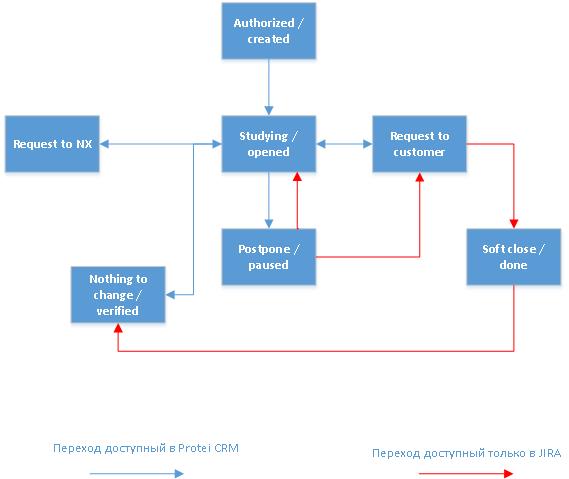 Authorized /
created
Request to NX
Studying /
opened
Request to
customer
Postpone /
paused
Soft close /
done
Nothing to
change /
verified
Переход доступный в Protei CRM
Переход доступный только в JIRA